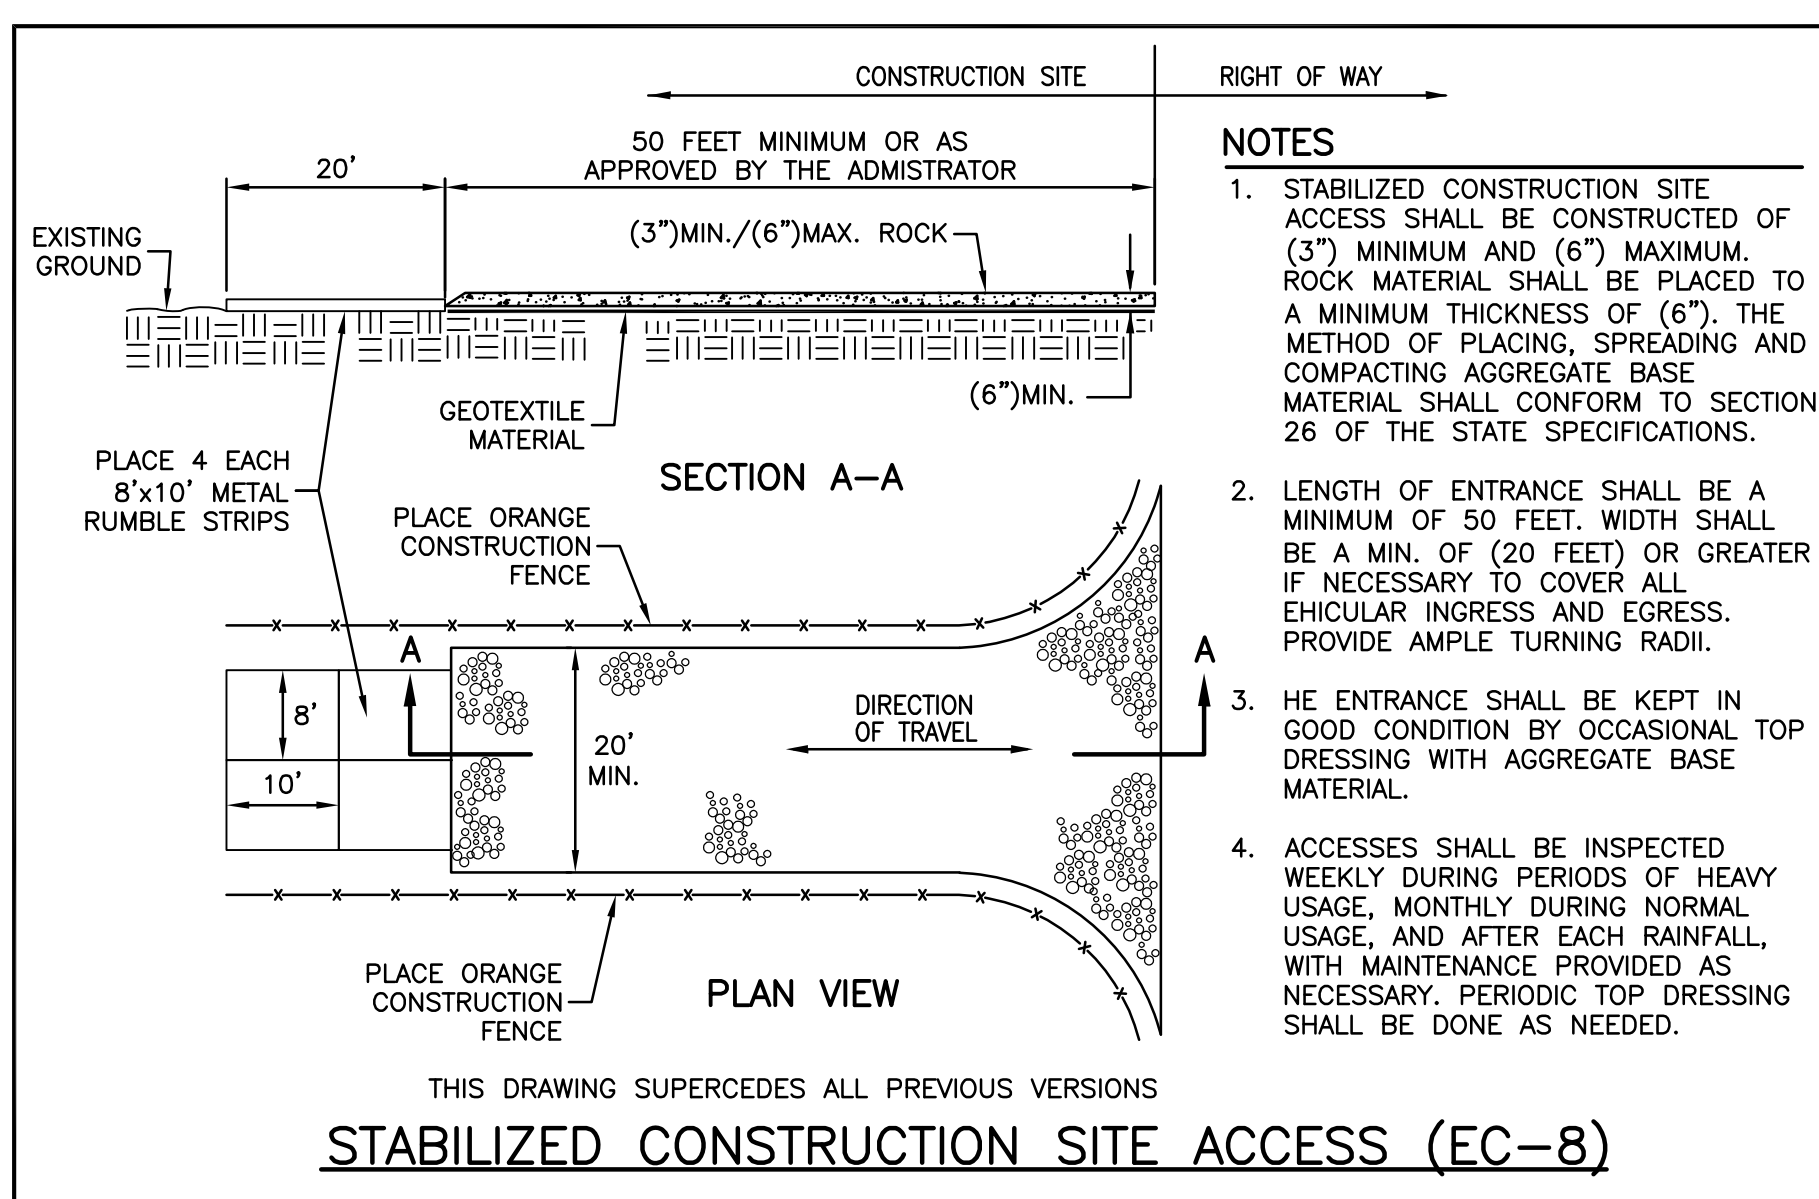 CONSTRUCTION SITE
RIGHT OF WAY
50 FEET MINIMUM OR AS
APPROVED BY THE ADMISTRATOR
20'
(3")MIN./(6")MAX. ROCK
EXISTING
GROUND
(6")MIN.
GEOTEXTILE
MATERIAL
PLACE 4 EACH
8'x10' METAL
RUMBLE STRIPS
SECTION A-A
PLACE ORANGE
CONSTRUCTION
FENCE
A
A
8'
10'
20'
MIN.
DIRECTION
OF TRAVEL
PLACE ORANGE
CONSTRUCTION
FENCE
PLAN VIEW
NOTES
1. STABILIZED CONSTRUCTION SITE
ACCESS SHALL BE CONSTRUCTED OF
(3") MINIMUM AND (6") MAXIMUM.
ROCK MATERIAL SHALL BE PLACED TO
A MINIMUM THICKNESS OF (6"). THE
METHOD OF PLACING, SPREADING AND
COMPACTING AGGREGATE BASE
MATERIAL SHALL CONFORM TO SECTION
26 OF THE STATE SPECIFICATIONS.
2. LENGTH OF ENTRANCE SHALL BE A
MINIMUM OF 50 FEET. WIDTH SHALL
BE A MIN. OF (20 FEET) OR GREATER
IF NECESSARY TO COVER ALL
EHICULAR INGRESS AND EGRESS.
PROVIDE AMPLE TURNING RADII.
3. HE ENTRANCE SHALL BE KEPT IN
GOOD CONDITION BY OCCASIONAL TOP
DRESSING WITH AGGREGATE BASE
MATERIAL.
4. ACCESSES SHALL BE INSPECTED
WEEKLY DURING PERIODS OF HEAVY
USAGE, MONTHLY DURING NORMAL
USAGE, AND AFTER EACH RAINFALL,
WITH MAINTENANCE PROVIDED AS
NECESSARY. PERIODIC TOP DRESSING
SHALL BE DONE AS NEEDED.
THIS DRAWING SUPERCEDES ALL PREVIOUS VERSIONS
STABILIZED CONSTRUCTION SITE ACCESS (EC-8)